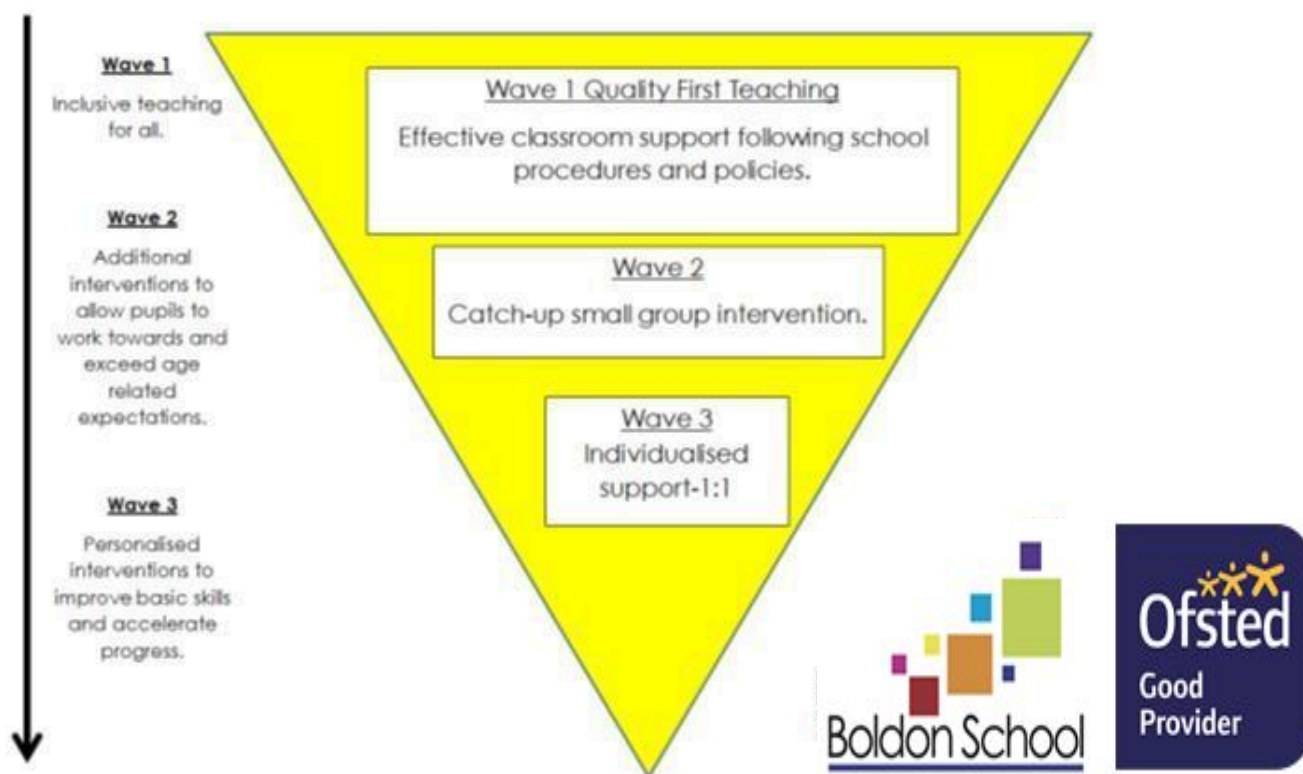 Wave 1
Inclusive teaching
for all.
Wave 2
Additional
interventions to
allow pupils to
work towards and
exceed age
related
expectations.
Wave 3
Personalised
interventions to
improve basic skills
and accelerate
progress.
Wave 1 Quality First Teaching
Effective classroom support following school
procedures and policies.
Wave 2
Catch-up small group intervention.
Wave 3
Individualised
support-1:1
Boldon School
Ofsted
Good
Provider